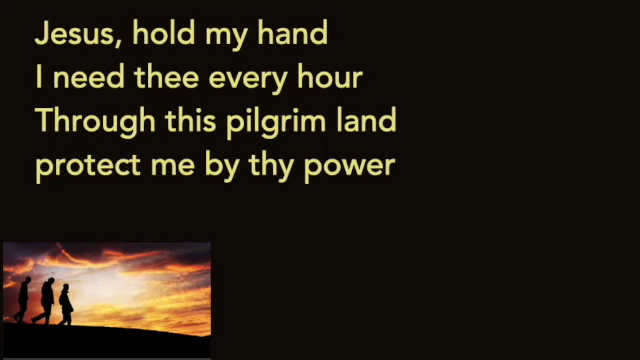 Jesus, hold my hand
I need thee every hour
Through this pilgrim land
protect me by thy power